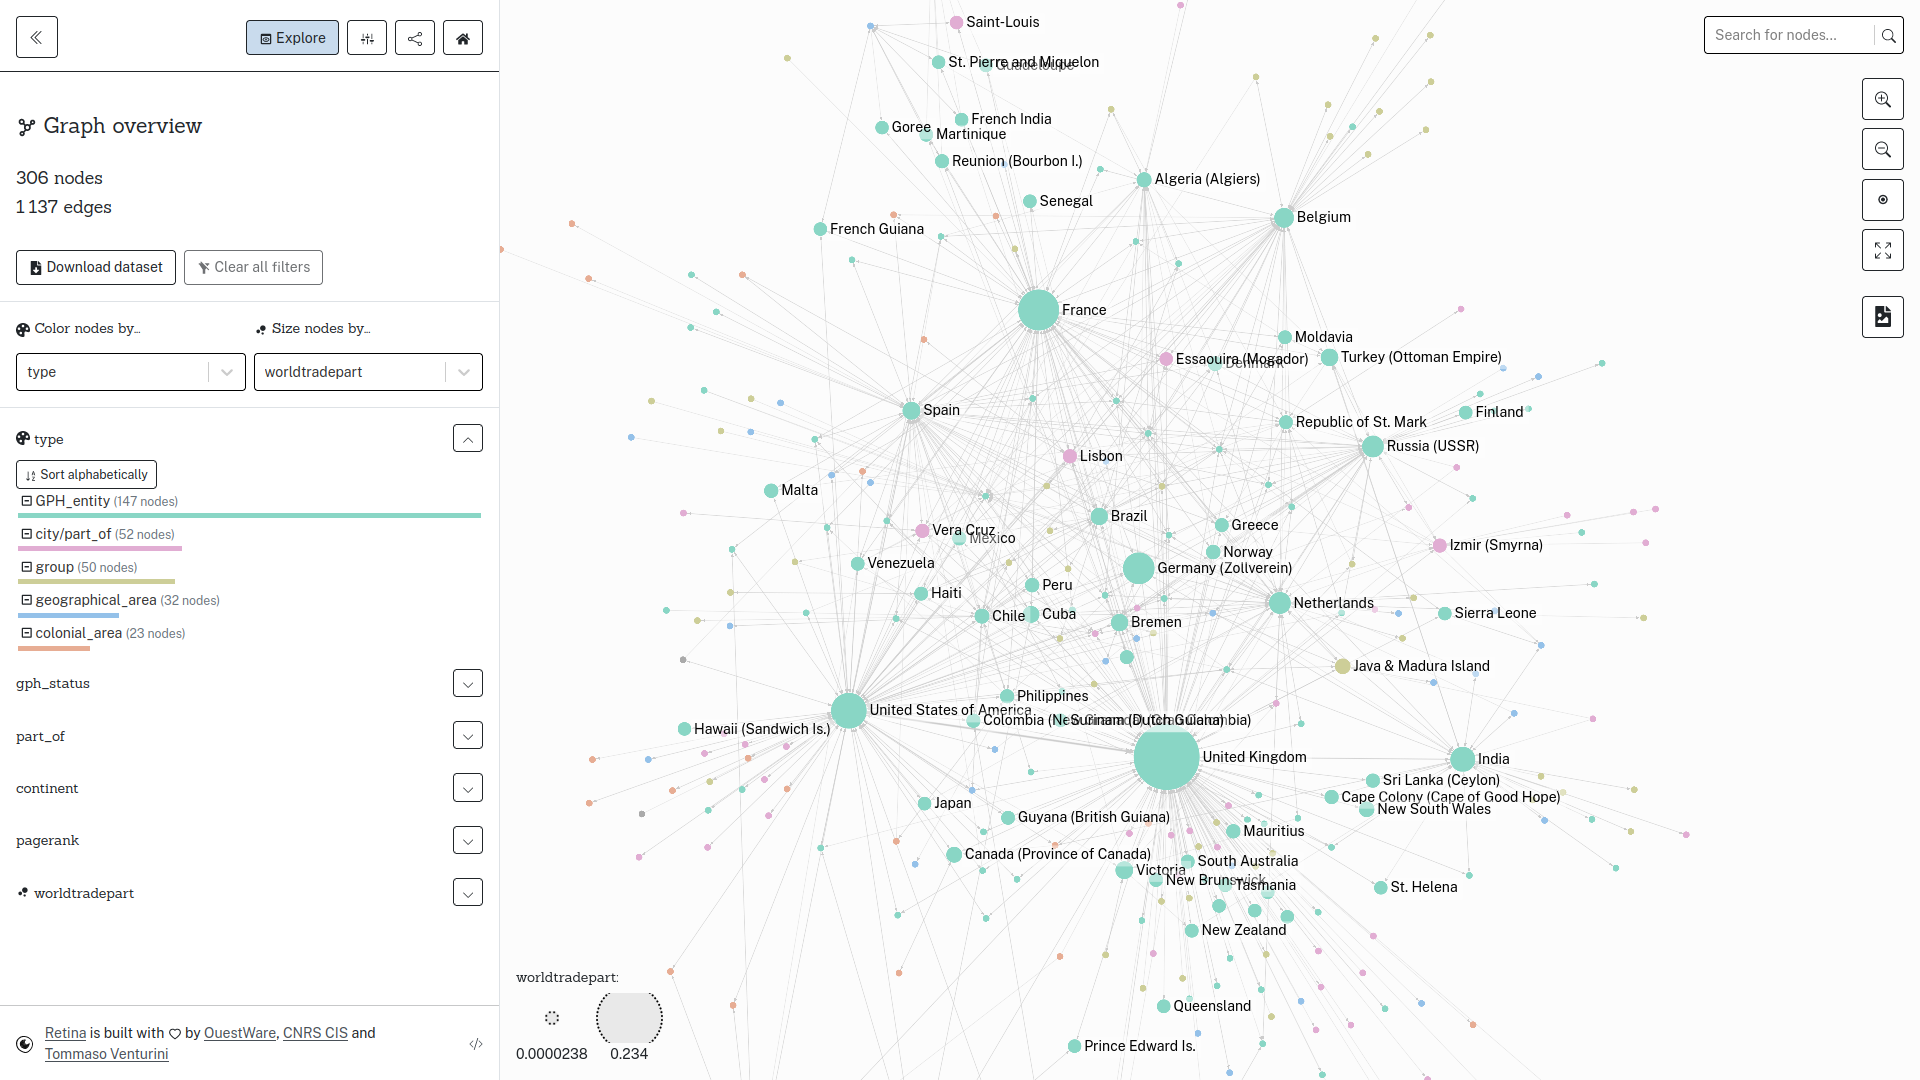 Explore
Search for nodes...
Graph overview
306 nodes
1 137 edges
Download dataset
Clear all filters
Color nodes by...
Size nodes by...
type
worldtradepart
type
Sort alphabetically
GPH_entity (147 nodes)
city/part_of (52 nodes)
group (50 nodes)
geographical_area (32 nodes)
colonial_area (23 nodes)
gph_status
part_of
continent
pagerank
worldtradepart
Retina is built with ♡ by OuestWare, CNRS CIS and
Tommaso Venturini
worldtradepart:
0.0000238
0.234
Saint-Louis
St. Pierre and Miquelon
Guadeloupe
French India
Goree
Martinique
Reunion (Bourbon I.)
Algeria (Algiers)
Senegal
Belgium
French Guiana
France
Moldavia
Essaouira (Mogador)
Denmark
Turkey (Ottoman Empire)
Spain
Finland
Republic of St. Mark
Russia (USSR)
Lisbon
Malta
Brazil
Vera Cruz
Mexico
Greece
Izmir (Smyrna)
Norway
Venezuela
Germany (Zollverein)
Peru
Haiti
Netherlands
Chile
Cuba
Bremen
Sierra Leone
Java & Madura Island
Philippines
United States of America
Surinam (Dutch Guiana)
Hawaii (Sandwich Is.)
United Kingdom
India
Sri Lanka (Ceylon)
Cape Colony (Cape of Good Hope)
Japan
New South Wales
Guyana (British Guiana)
Mauritius
Canada (Province of Canada)
South Australia
Victoria
New Brunswick
Tasmania
St. Helena
New Zealand
Queensland
Prince Edward Is.